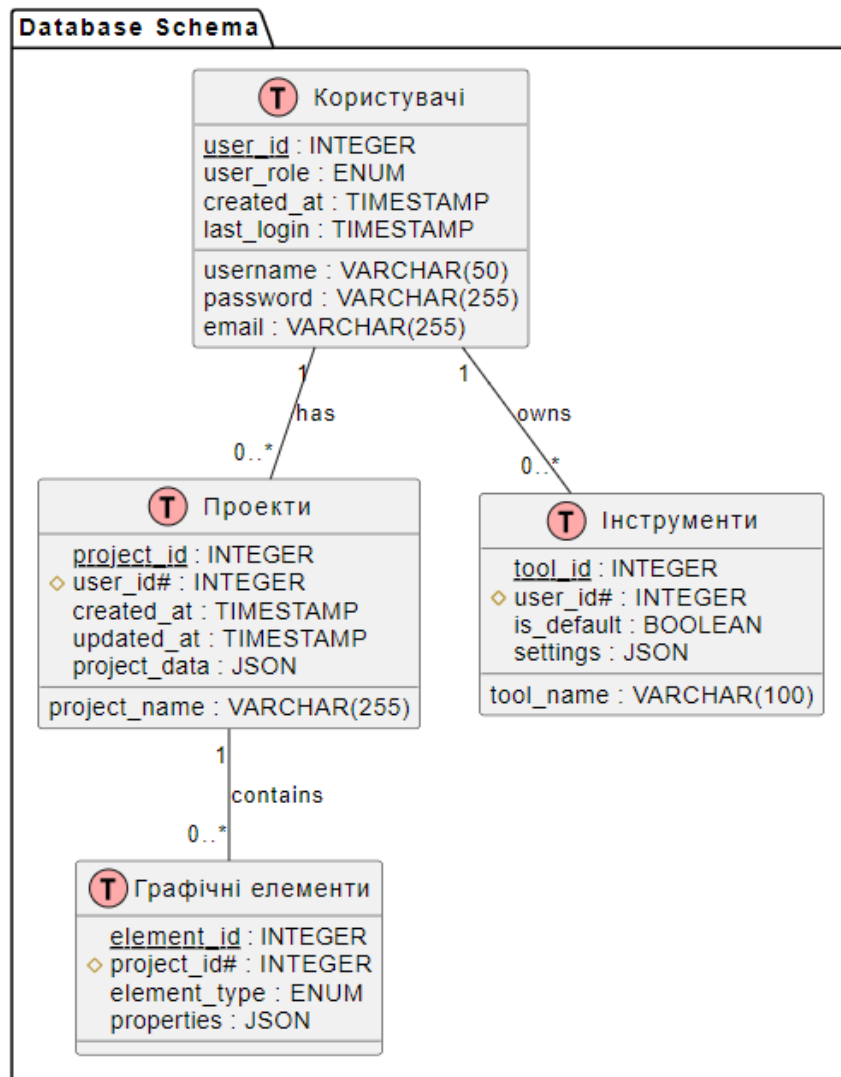 Database Schema
T Користувачі
user_id : INTEGER
user_role : ENUM
created_at : TIMESTAMP
last_login : TIMESTAMP
username : VARCHAR(50)
password : VARCHAR(255)
email : VARCHAR(255)
1
1
has
owns
0..*
0..*
T Проекти
project_id : INTEGER
user_id# : INTEGER
created_at : TIMESTAMP
updated_at : TIMESTAMP
project_data : JSON
project_name : VARCHAR(255)
T Інструменти
tool_id : INTEGER
user_id# : INTEGER
is_default : BOOLEAN
settings : JSON
tool_name : VARCHAR(100)
1
contains
0..*
T Графічні елементи
element_id : INTEGER
project_id# : INTEGER
element_type : ENUM
properties : JSON